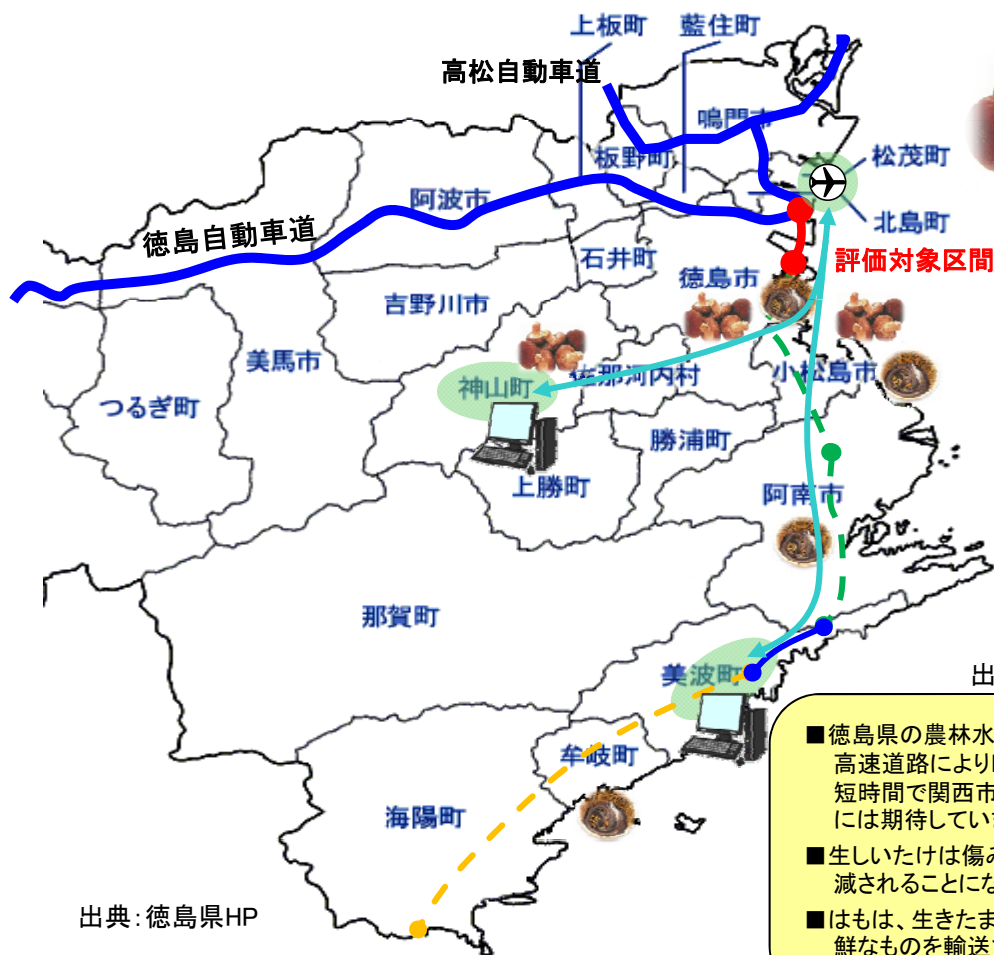 上板町
藍住町
高松自動車道
鳴門市
板野町
松茂町
阿波市
徳島自動車道
北島町
石井町
徳島市
評価対象区間
吉野川市
美馬市
神山町
佐那河内村
小松島市
つるぎ町
勝浦町
上勝町
阿南市
那賀町
美波町
出
牟岐町
海陽町
出典：徳島県HP
■徳島県の農林水
高速道路により
短時間で関西市
には期待してい
■生しいたけは傷み
減されることにな
■はもは、生きたま
鮮なものを輸送